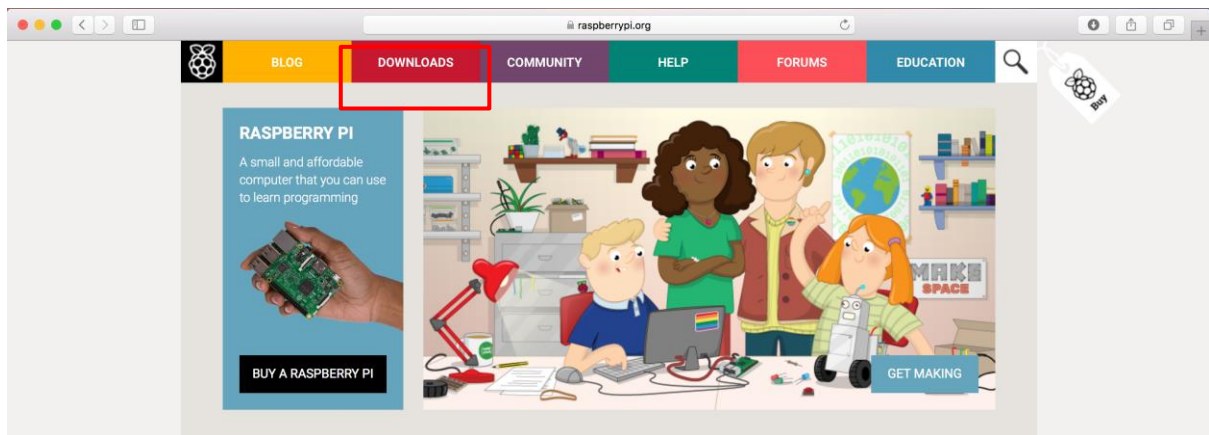 raspberrypi.org
BLOG
DOWNLOADS
COMMUNITY
HELP
FORUMS
EDUCATION
Buy
RASPBERRY PI
A small and affordable
computer that you can use
to learn programming
BUY A RASPBERRY PI
MAKE
SPACE
GET MAKING